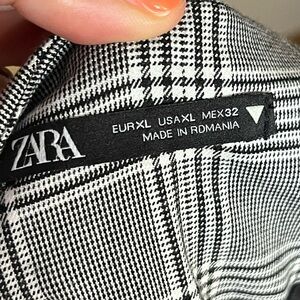 ZARA
EUR XL USA XL MEX 32
MADE IN ROMANIA